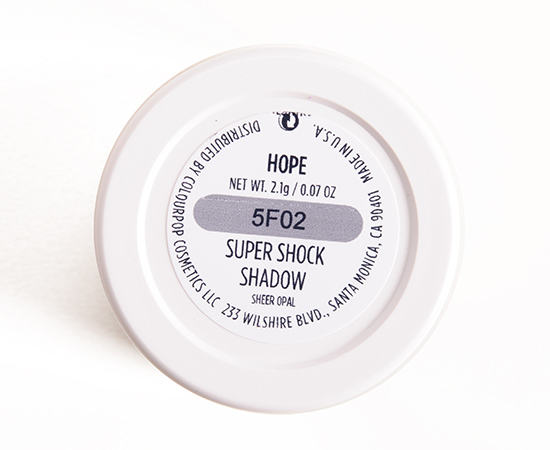 HOPE
NET WT. 2.1g / 0.07 OZ
5F02
SUPER SHOCK
SHADOW
SHEER OPAL
DISTRIBUTED BY COLOURPOP COSMETICS LLC 233 WILSHIRE BLVD., SANTA MONICA, CA 90401 MADE IN U.S.A.